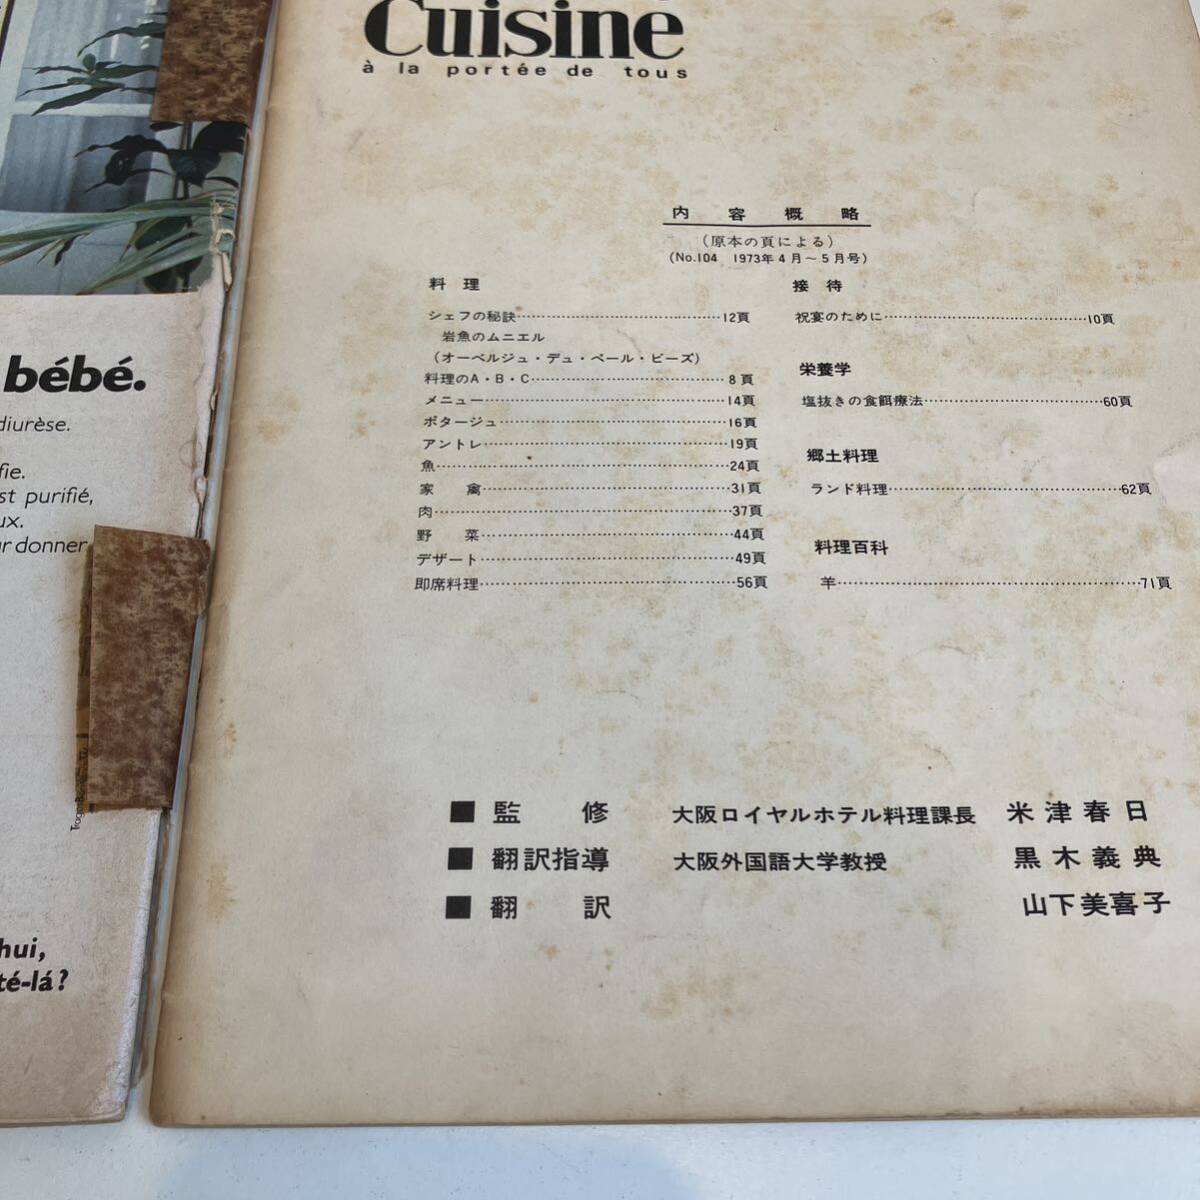 Cuisine
à la portée de tous
内容概略
(原本の頁による)
(No.104 1973年4月～5月号)
料理
シェフの秘訣……12頁
岩魚のムニエル
(オーベルジュ・デュ・ペール・ビーズ)
料理のA・B・C……8頁
メニュー……14頁
ポタージュ……16頁
アントレ……19頁
魚……24頁
家禽……31頁
肉……37頁
野菜……44頁
デザート……49頁
即席料理……56頁
接待
祝宴のために……10頁
栄養学
塩抜きの食餌療法……60頁
郷土料理
ランド料理……62頁
料理百科
羊……71頁
■ 監修 大阪ロイヤルホテル料理課長 米津春日
■ 翻訳指導 大阪外国語大学教授 黒木義典
■ 翻訳 山下美喜子
bébé.
diurèse.
fie.
st purifié,
ux.
ur donner
hui,
té-lá?